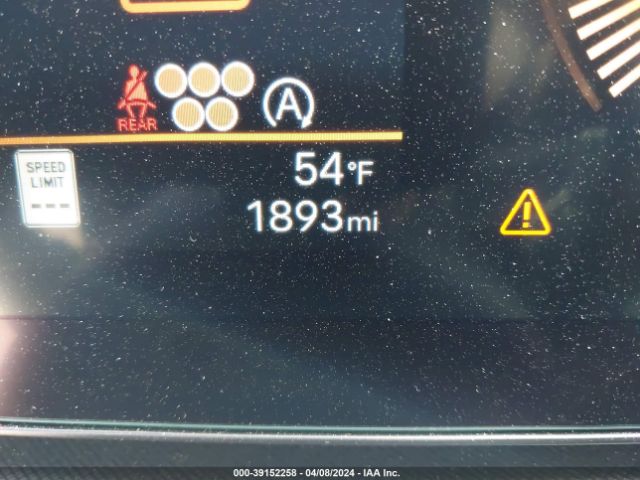 REAR
A
SPEED
LIMIT
---
54°F
1893mi
000-39152258 - 04/08/2024 - IAA Inc.